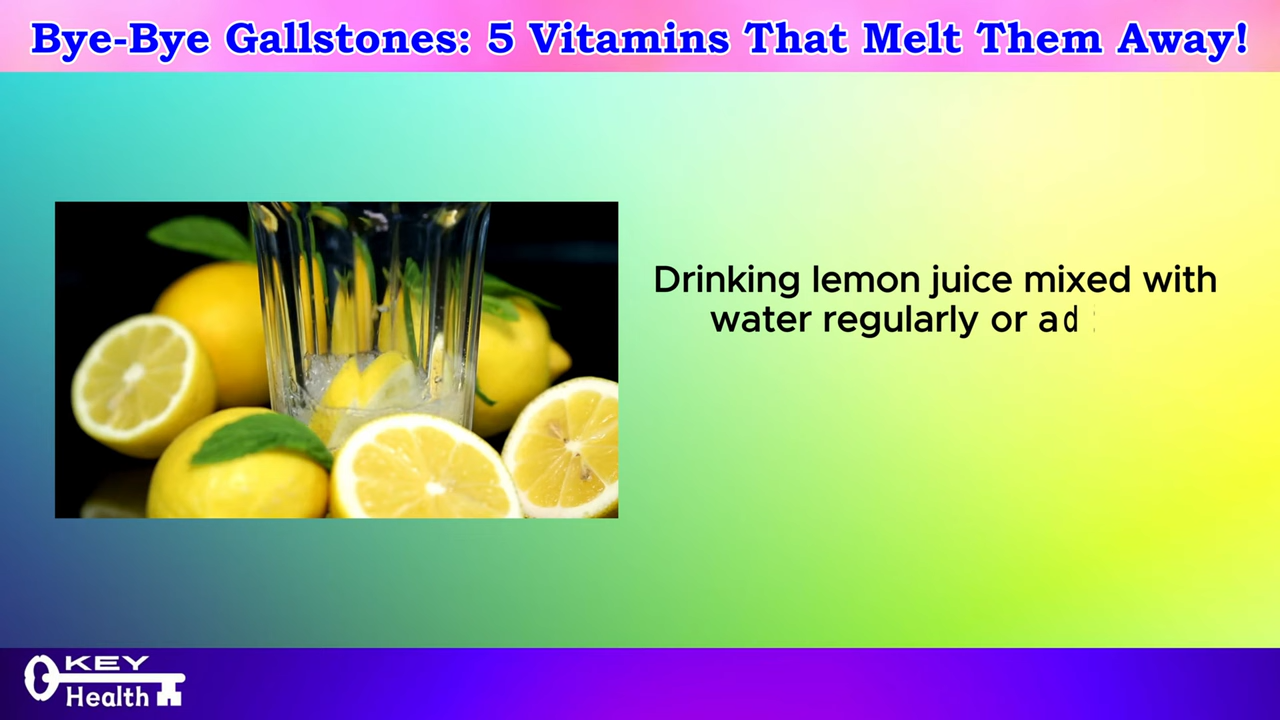 Bye-Bye Gallstones: 5 Vitamins That Melt Them Away!
Drinking lemon juice mixed with
water regularly or ad
KEY
Health